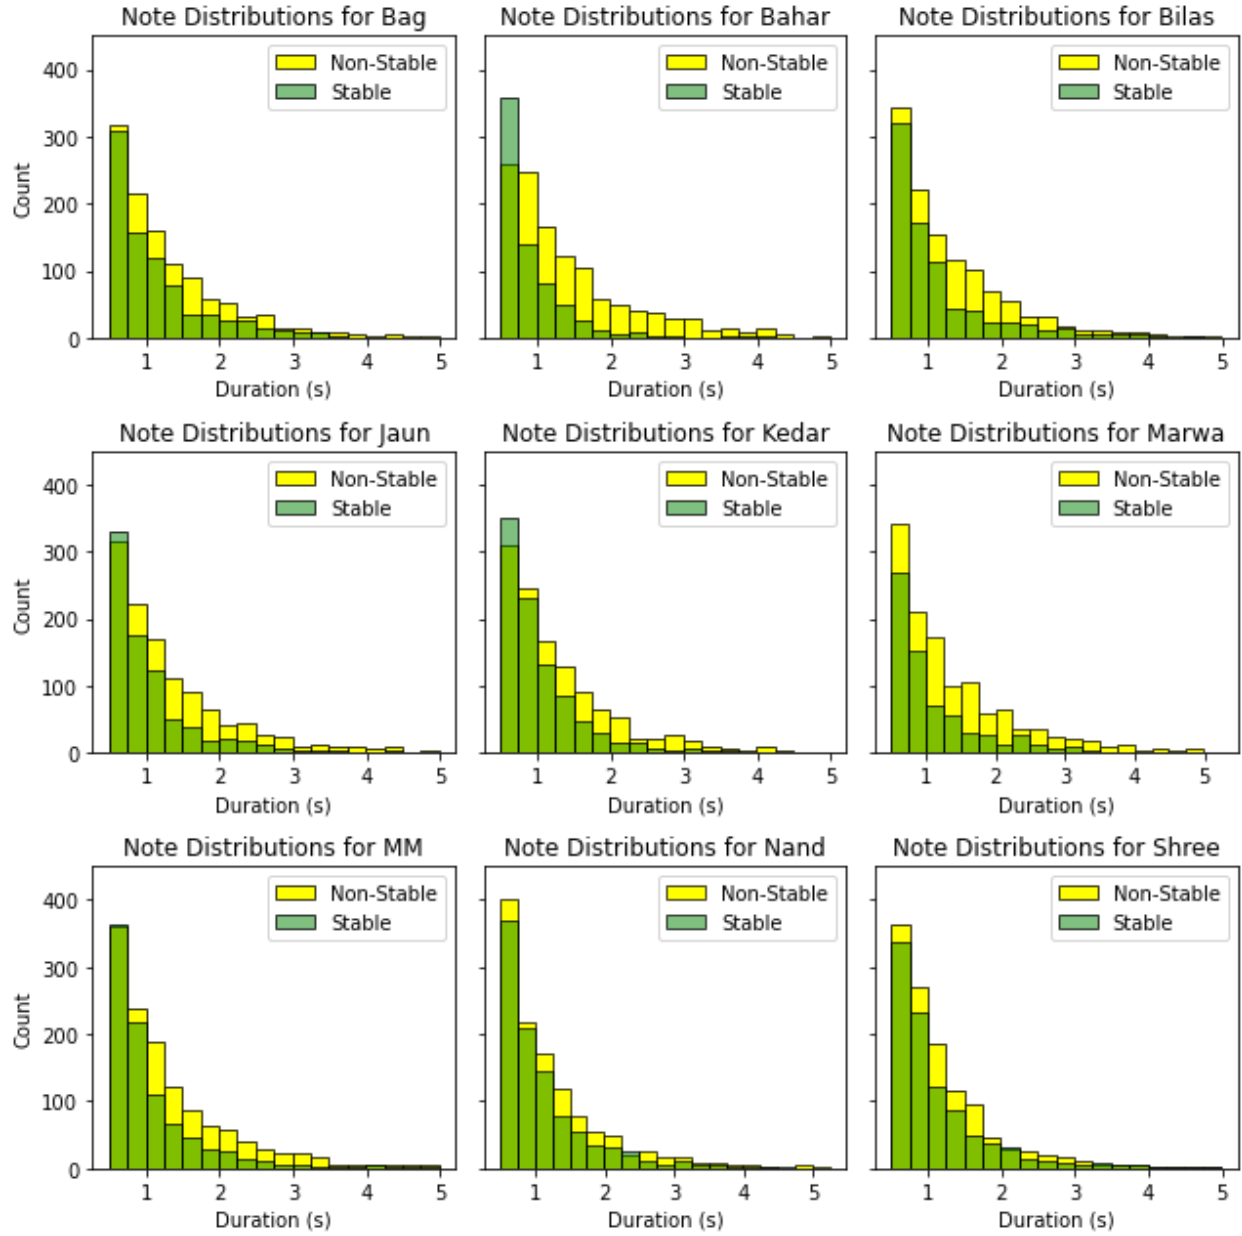 Note Distributions for Bag
Note Distributions for Bahar
Note Distributions for Bilas
Non-Stable
Stable
Non-Stable
Stable
Non-Stable
Stable
Count
400
300
200
100
0
1 2 3 4 5
1 2 3 4 5
1 2 3 4 5
Duration (s)
Duration (s)
Duration (s)
Note Distributions for Jaun
Note Distributions for Kedar
Note Distributions for Marwa
Non-Stable
Stable
Non-Stable
Stable
Non-Stable
Stable
Count
400
300
200
100
0
1 2 3 4 5
1 2 3 4 5
1 2 3 4 5
Duration (s)
Duration (s)
Duration (s)
Note Distributions for MM
Note Distributions for Nand
Note Distributions for Shree
Non-Stable
Stable
Non-Stable
Stable
Non-Stable
Stable
Count
400
300
200
100
0
1 2 3 4 5
1 2 3 4 5
1 2 3 4 5
Duration (s)
Duration (s)
Duration (s)